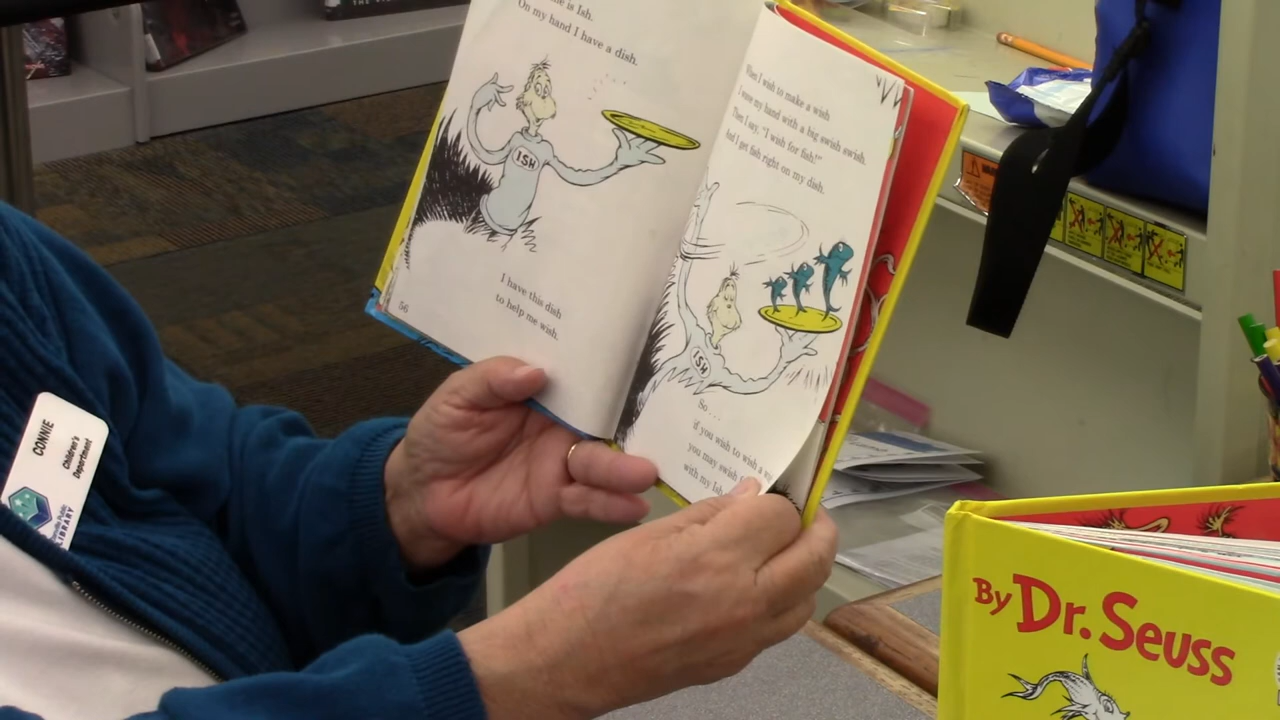 is Ish.
On my hand I have a dish.
ISH
I have this dish
to help me wish.
56
When I wish to make a wish
I wave my hand with a big swish swish.
Then I say, "I wish for fish!"
And I get fish right on my dish.
ISH
So . . .
if you wish to wish a
you may swish
with my Ish
CONNIE
Children's
Department
LIBRARY
By Dr. Seuss